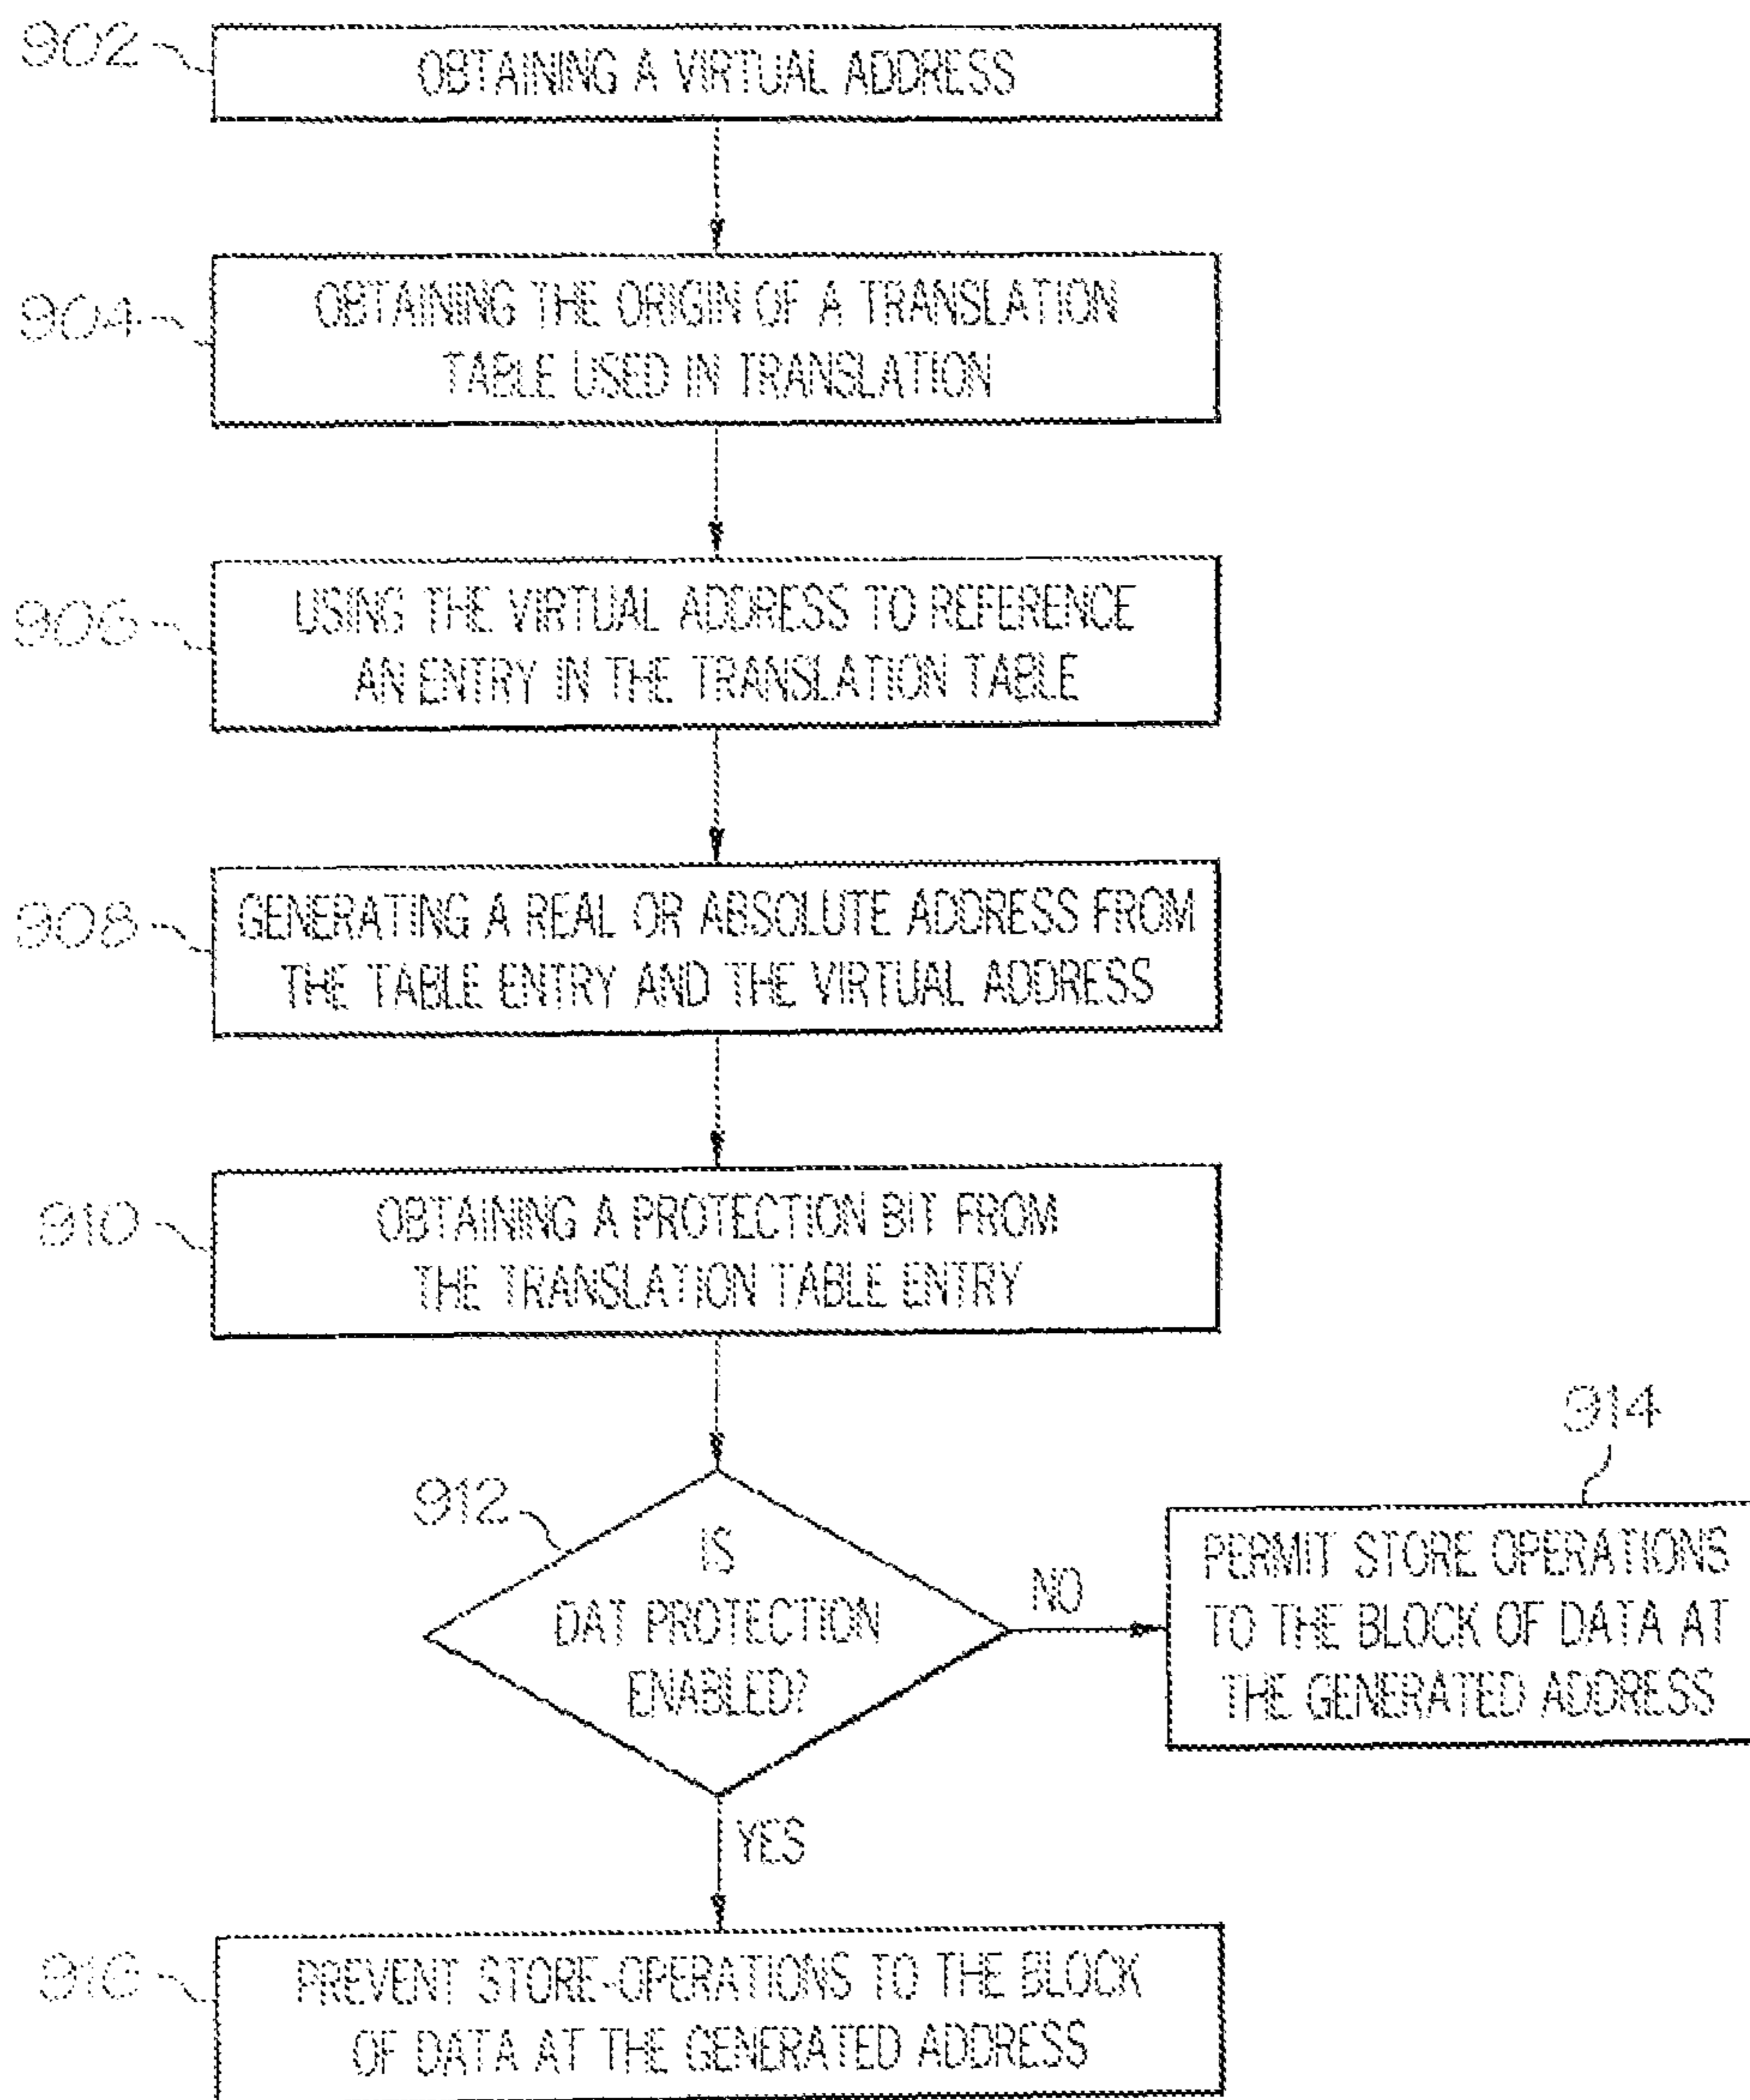 902
OBTAINING A VIRTUAL ADDRESS
904
OBTAINING THE ORIGIN OF A TRANSLATION
TABLE USED IN TRANSLATION
906
USING THE VIRTUAL ADDRESS TO REFERENCE
AN ENTRY IN THE TRANSLATION TABLE
908
GENERATING A REAL OR ABSOLUTE ADDRESS FROM
THE TABLE ENTRY AND THE VIRTUAL ADDRESS
910
OBTAINING A PROTECTION BIT FROM
THE TRANSLATION TABLE ENTRY
912
IS
DAT PROTECTION
ENABLED?
NO
914
PERMIT STORE OPERATIONS
TO THE BLOCK OF DATA AT
THE GENERATED ADDRESS
YES
916
PREVENT STORE-OPERATIONS TO THE BLOCK
OF DATA AT THE GENERATED ADDRESS